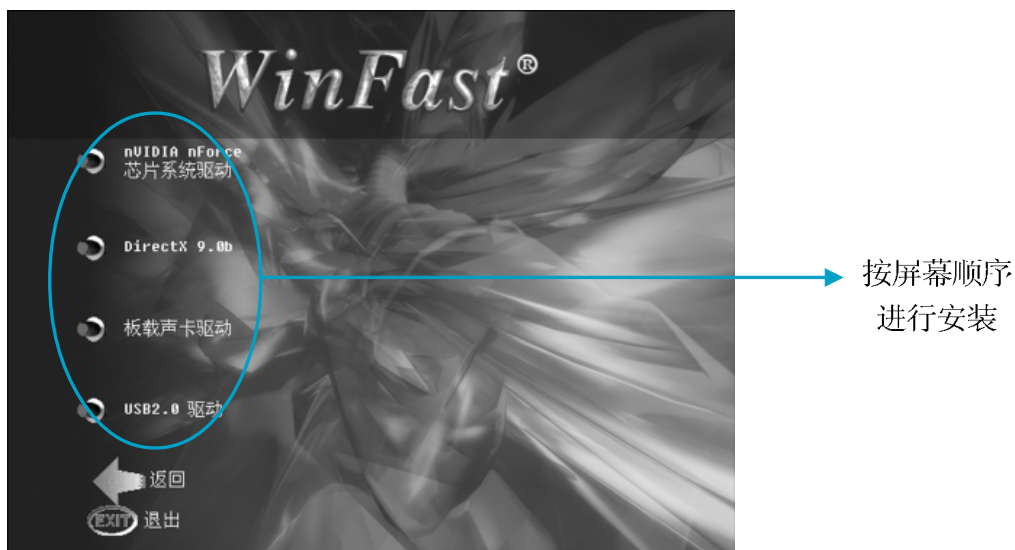 WinFast®
nVIDIA nForce
芯片系统驱动
DirectX 9.0b
板载声卡驱动
USB2.0 驱动
返回
EXIT 退出
按屏幕顺序
进行安装